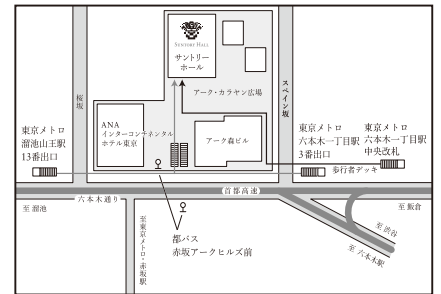 SUNTORY HALL
サントリー
ホール
桜坂
スペイン坂
アーク・カラヤン広場
ANA
インターコンチネンタル
ホテル東京
アーク森ビル
東京メトロ
溜池山王駅
13番出口
東京メトロ
六本木一丁目駅
3番出口
東京メトロ
六本木一丁目駅
中央改札
歩行者デッキ
首都高速
六本木通り
至 溜池
至 飯倉
至 渋谷
至 六本木駅
至東京メトロ・赤坂駅
都バス
赤坂アークヒルズ前